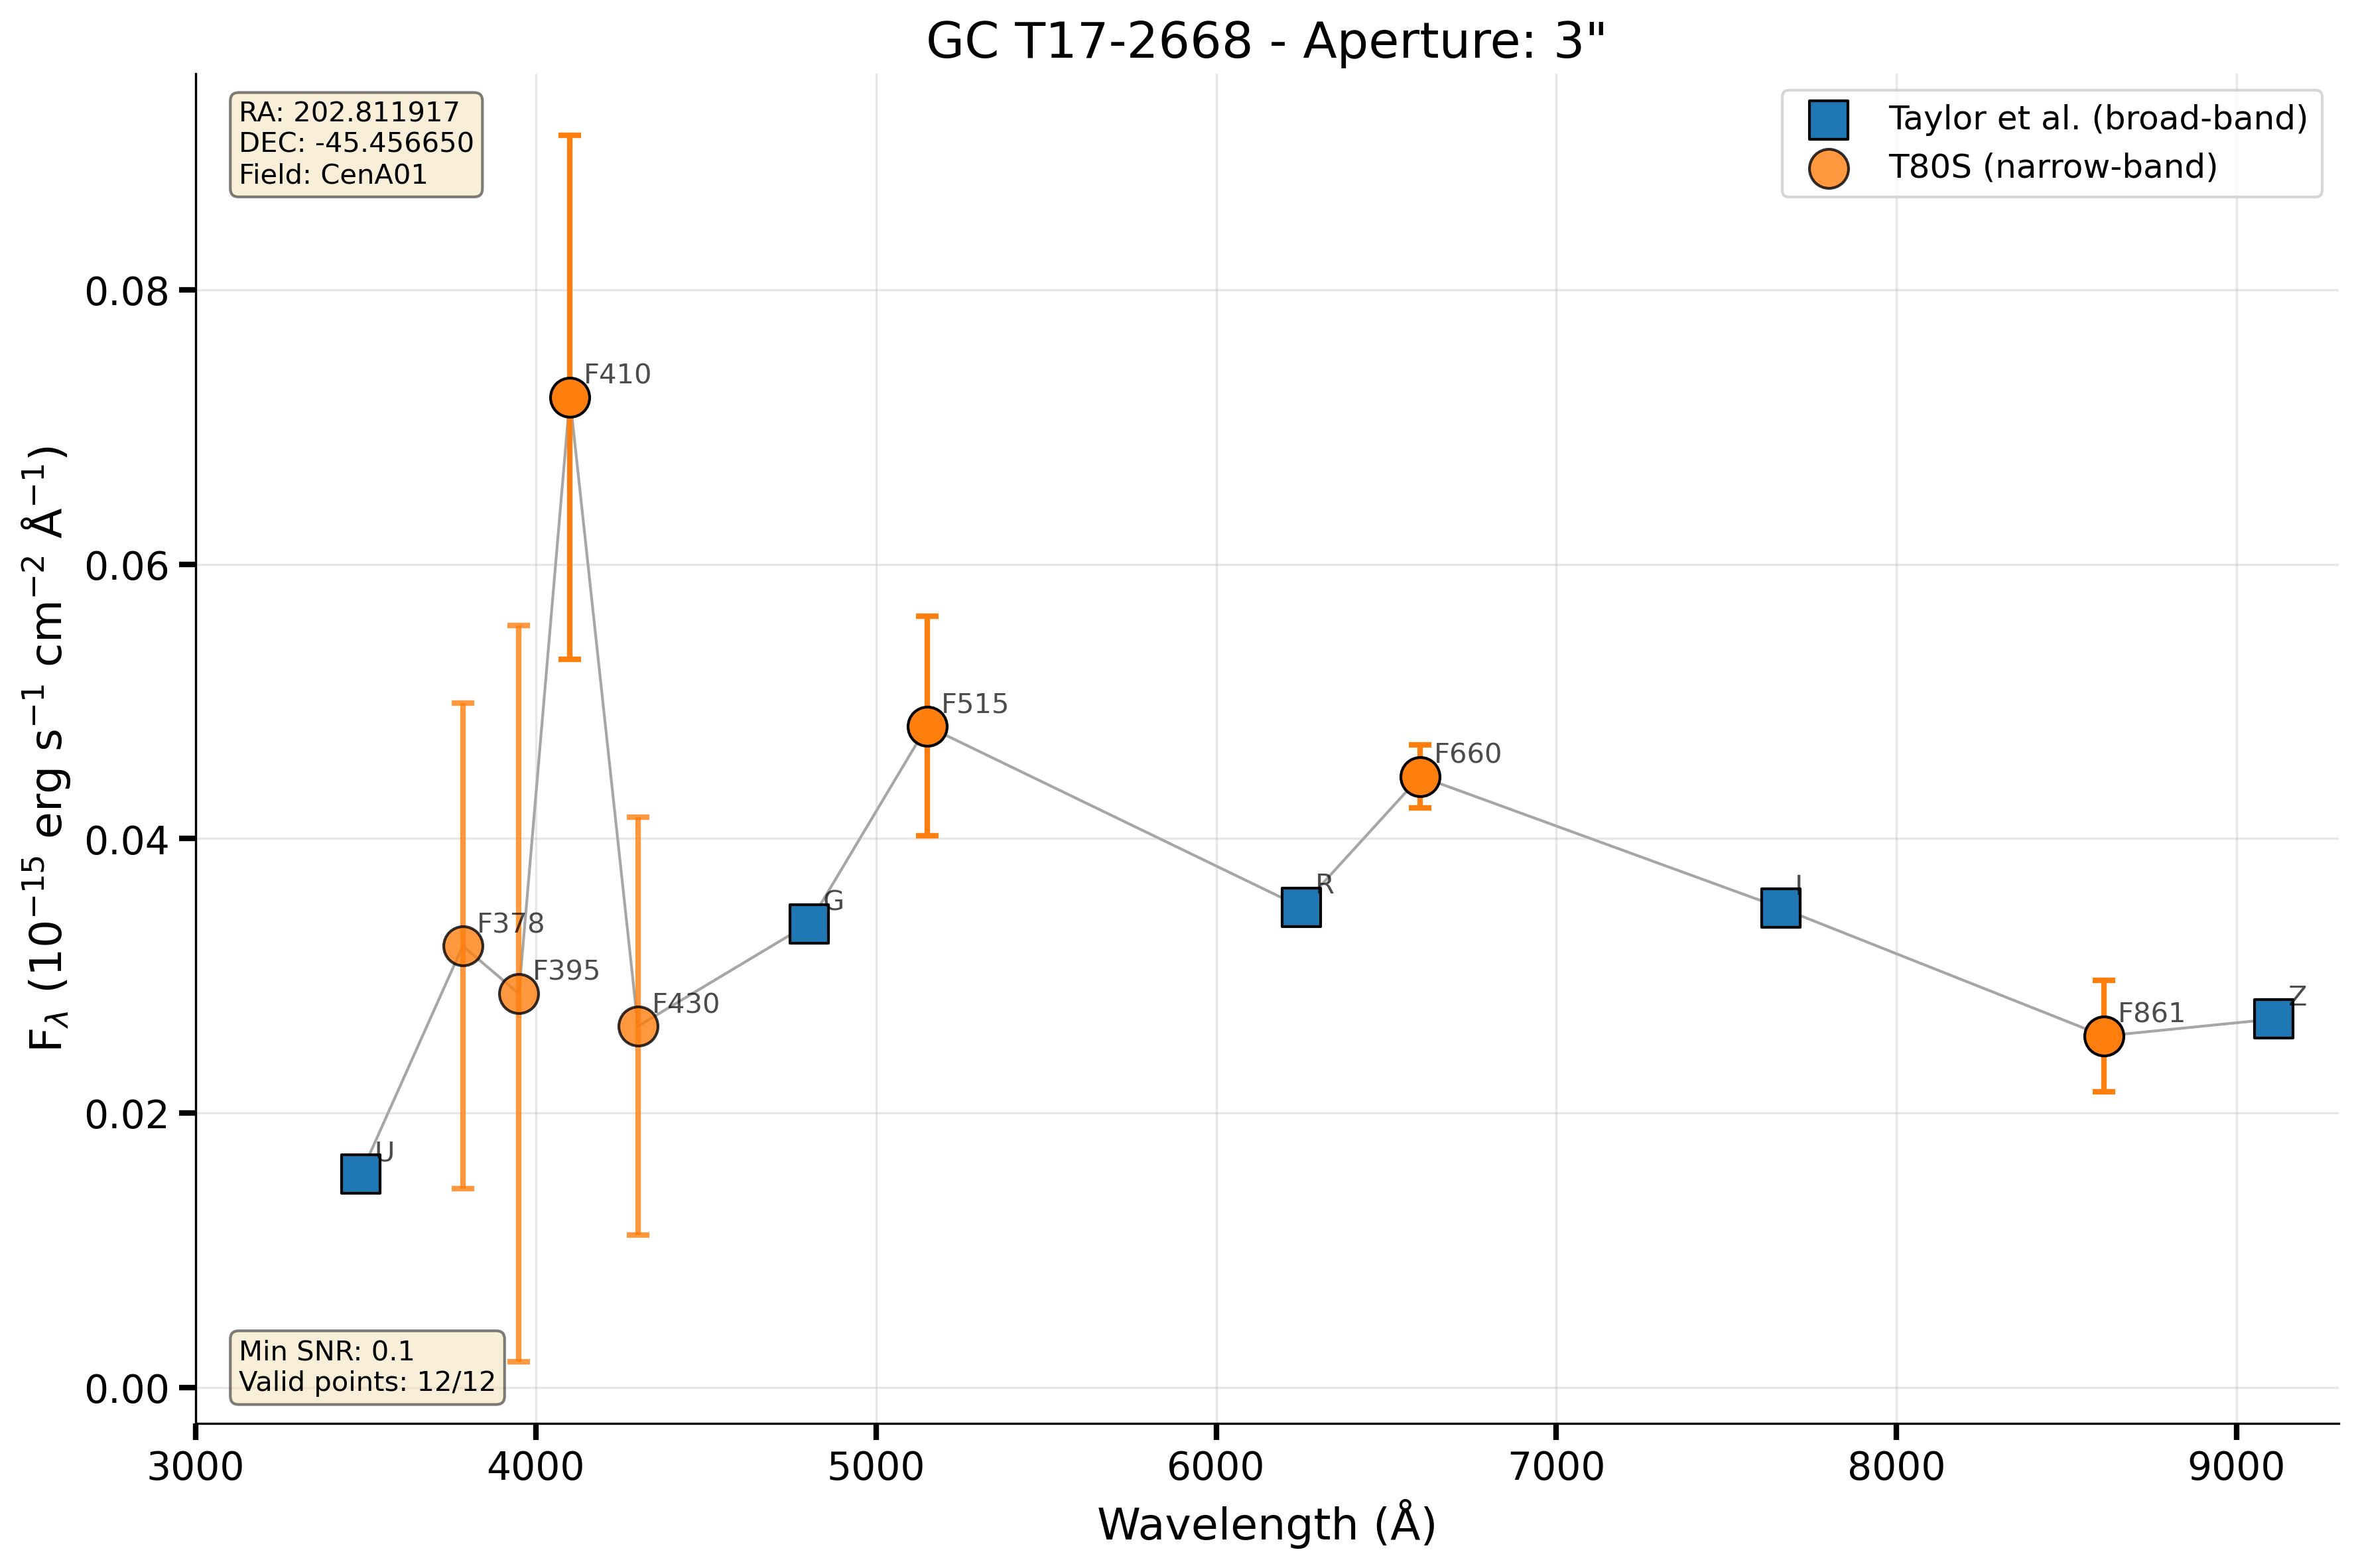 GC T17-2668 - Aperture: 3"
RA: 202.811917
DEC: -45.456650
Field: CenA01
Taylor et al. (broad-band)
T80S (narrow-band)
F_λ (10⁻¹⁵ erg s⁻¹ cm⁻² Å⁻¹)
0.08
0.06
0.04
0.02
0.00
F410
F515
F660
F378
F395
F430
G
R
I
F861
Z
U
Min SNR: 0.1
Valid points: 12/12
3000 4000 5000 6000 7000 8000 9000
Wavelength (Å)